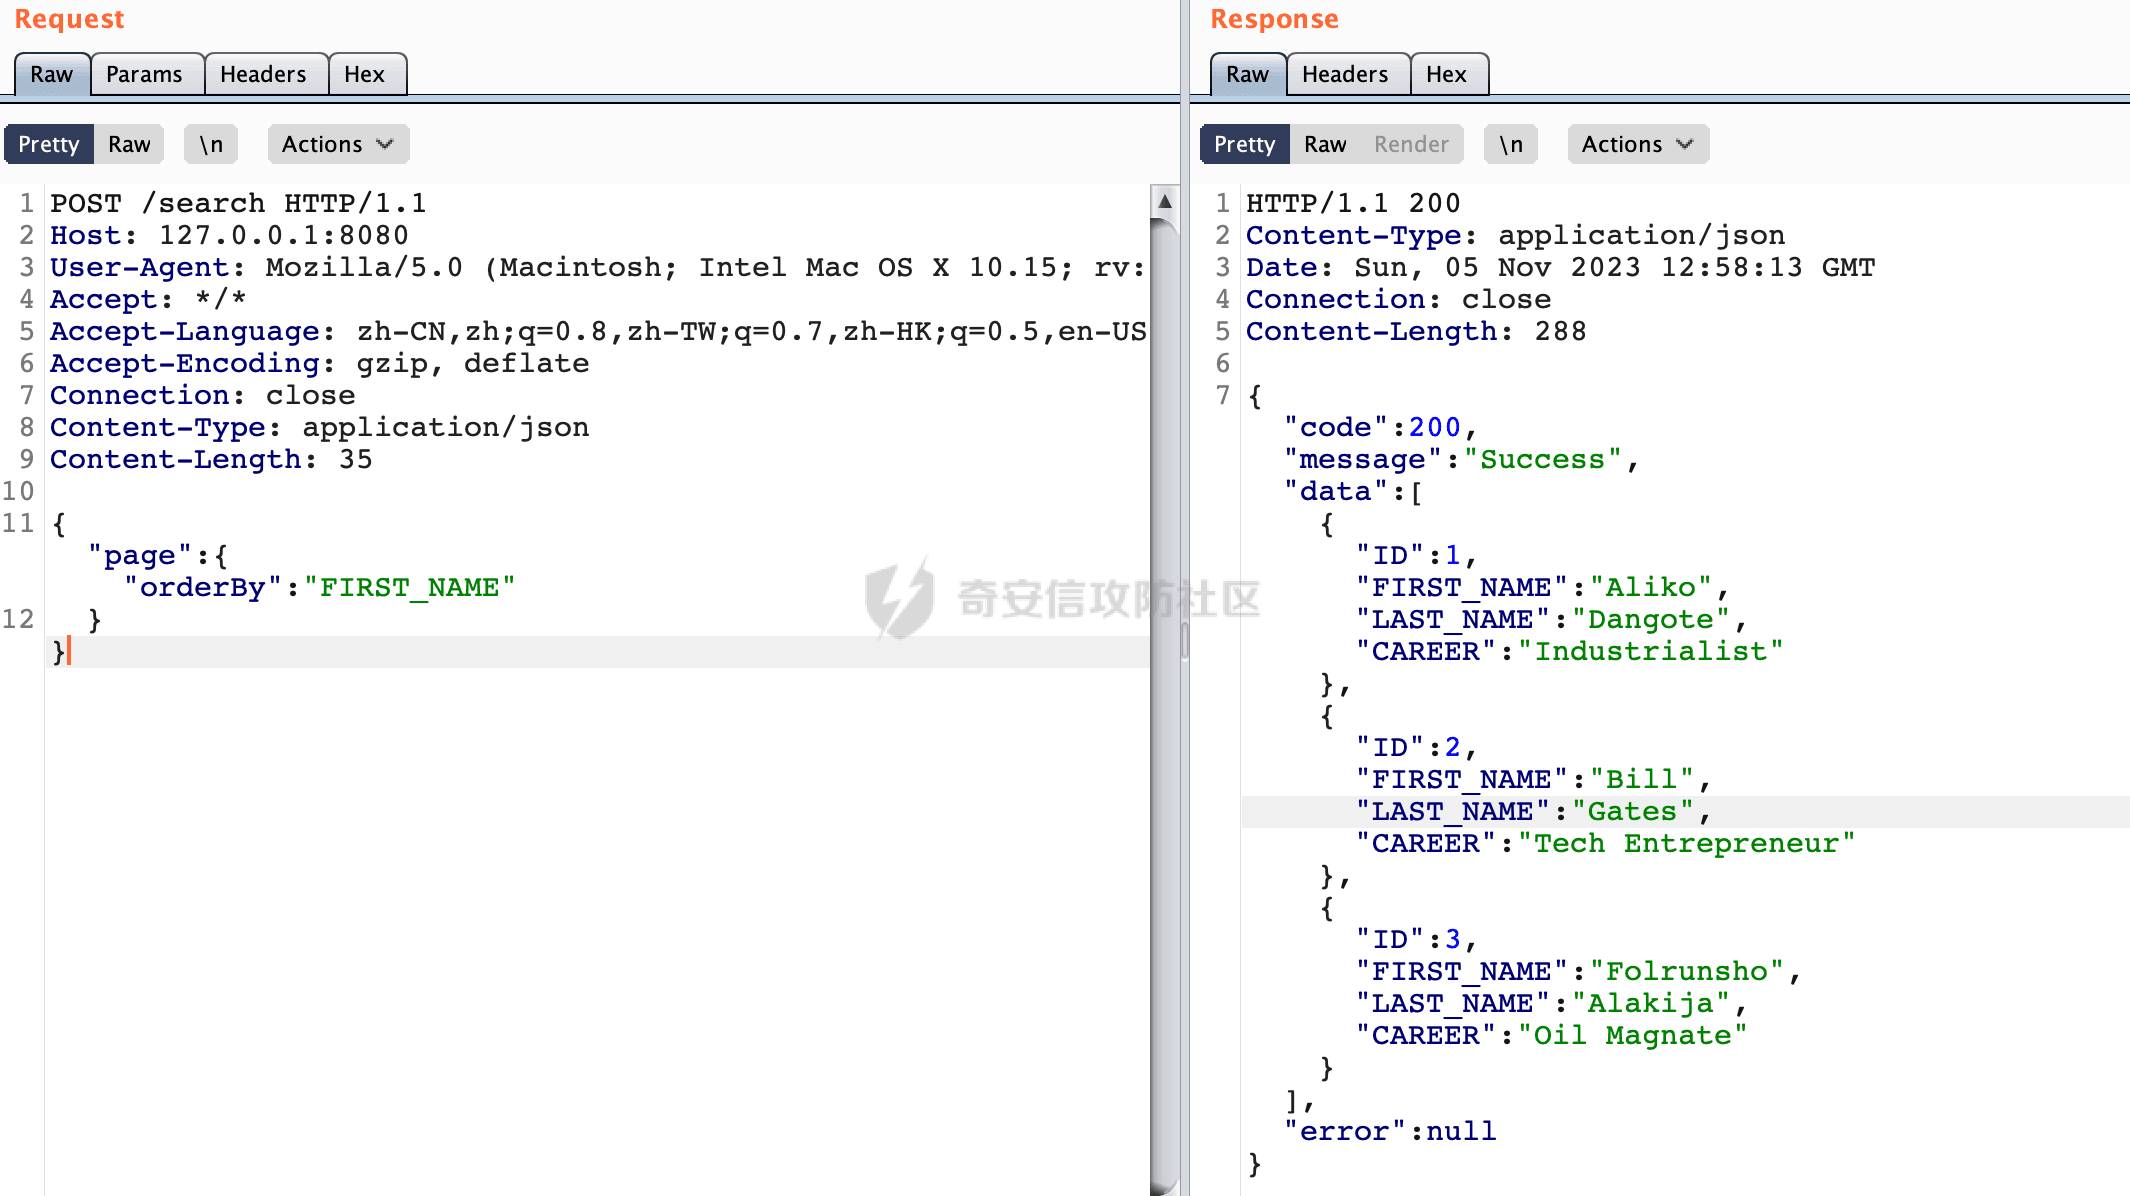 Request
Raw Params Headers Hex
Pretty Raw \n Actions
1 POST /search HTTP/1.1
2 Host: 127.0.0.1:8080
3 User-Agent: Mozilla/5.0 (Macintosh; Intel Mac OS X 10.15; rv:
4 Accept: */*
5 Accept-Language: zh-CN,zh;q=0.8,zh-TW;q=0.7,zh-HK;q=0.5,en-US
6 Accept-Encoding: gzip, deflate
7 Connection: close
8 Content-Type: application/json
9 Content-Length: 35
10
11 {
"page":{
"orderBy":"FIRST_NAME"
12 }
}
Response
Raw Headers Hex
Pretty Raw Render \n Actions
1 HTTP/1.1 200
2 Content-Type: application/json
3 Date: Sun, 05 Nov 2023 12:58:13 GMT
4 Connection: close
5 Content-Length: 288
6
7 {
"code":200,
"message":"Success",
"data":[
{
"ID":1,
"FIRST_NAME":"Aliko",
"LAST_NAME":"Dangote",
"CAREER":"Industrialist"
},
{
"ID":2,
"FIRST_NAME":"Bill",
"LAST_NAME":"Gates",
"CAREER":"Tech Entrepreneur"
},
{
"ID":3,
"FIRST_NAME":"Folrunsho",
"LAST_NAME":"Alakija",
"CAREER":"Oil Magnate"
}
],
"error":null
}
奇安信攻防社区